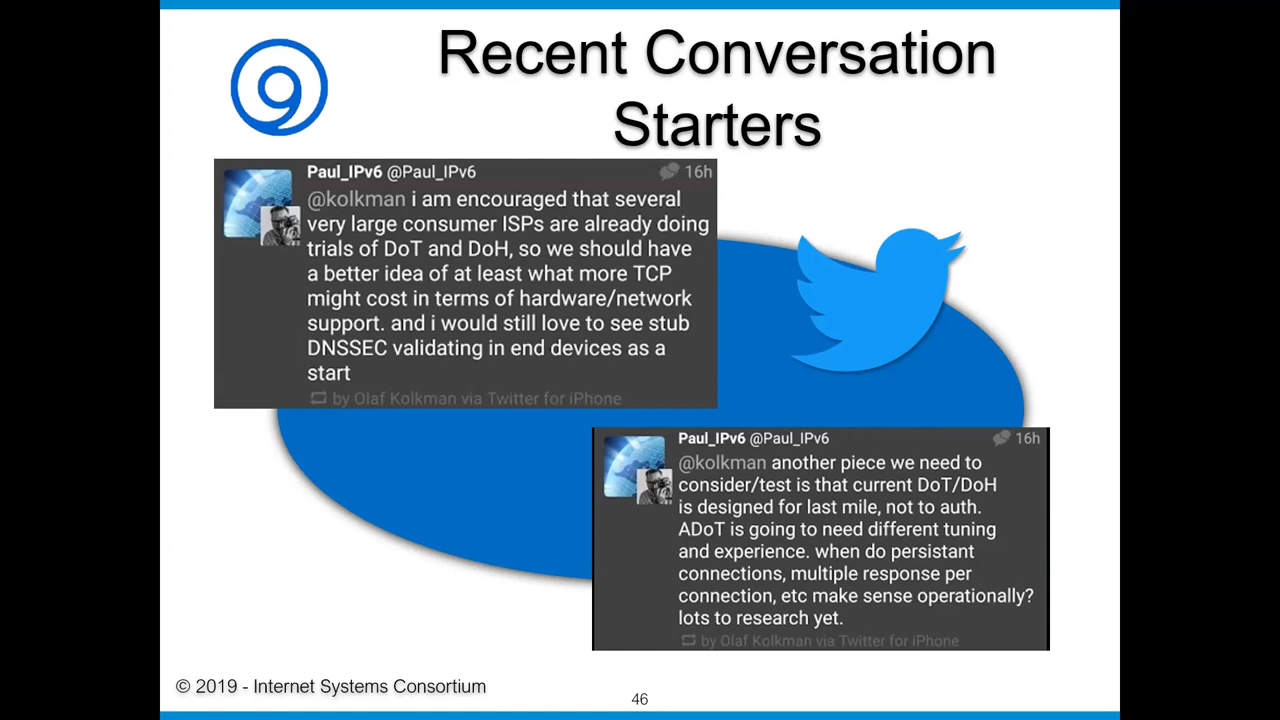 Recent Conversation
Starters
9
Paul_IPv6 @Paul_IPv6 16h
@kolkman i am encouraged that several
very large consumer ISPs are already doing
trials of DoT and DoH, so we should have
a better idea of at least what more TCP
might cost in terms of hardware/network
support. and i would still love to see stub
DNSSEC validating in end devices as a
start
by Olaf Kolkman via Twitter for iPhone
Paul_IPv6 @Paul_IPv6 16h
@kolkman another piece we need to
consider/test is that current DoT/DoH
is designed for last mile, not to auth.
ADoT is going to need different tuning
and experience. when do persistant
connections, multiple response per
connection, etc make sense operationally?
lots to research yet.
by Olaf Kolkman via Twitter for iPhone
© 2019 - Internet Systems Consortium
46